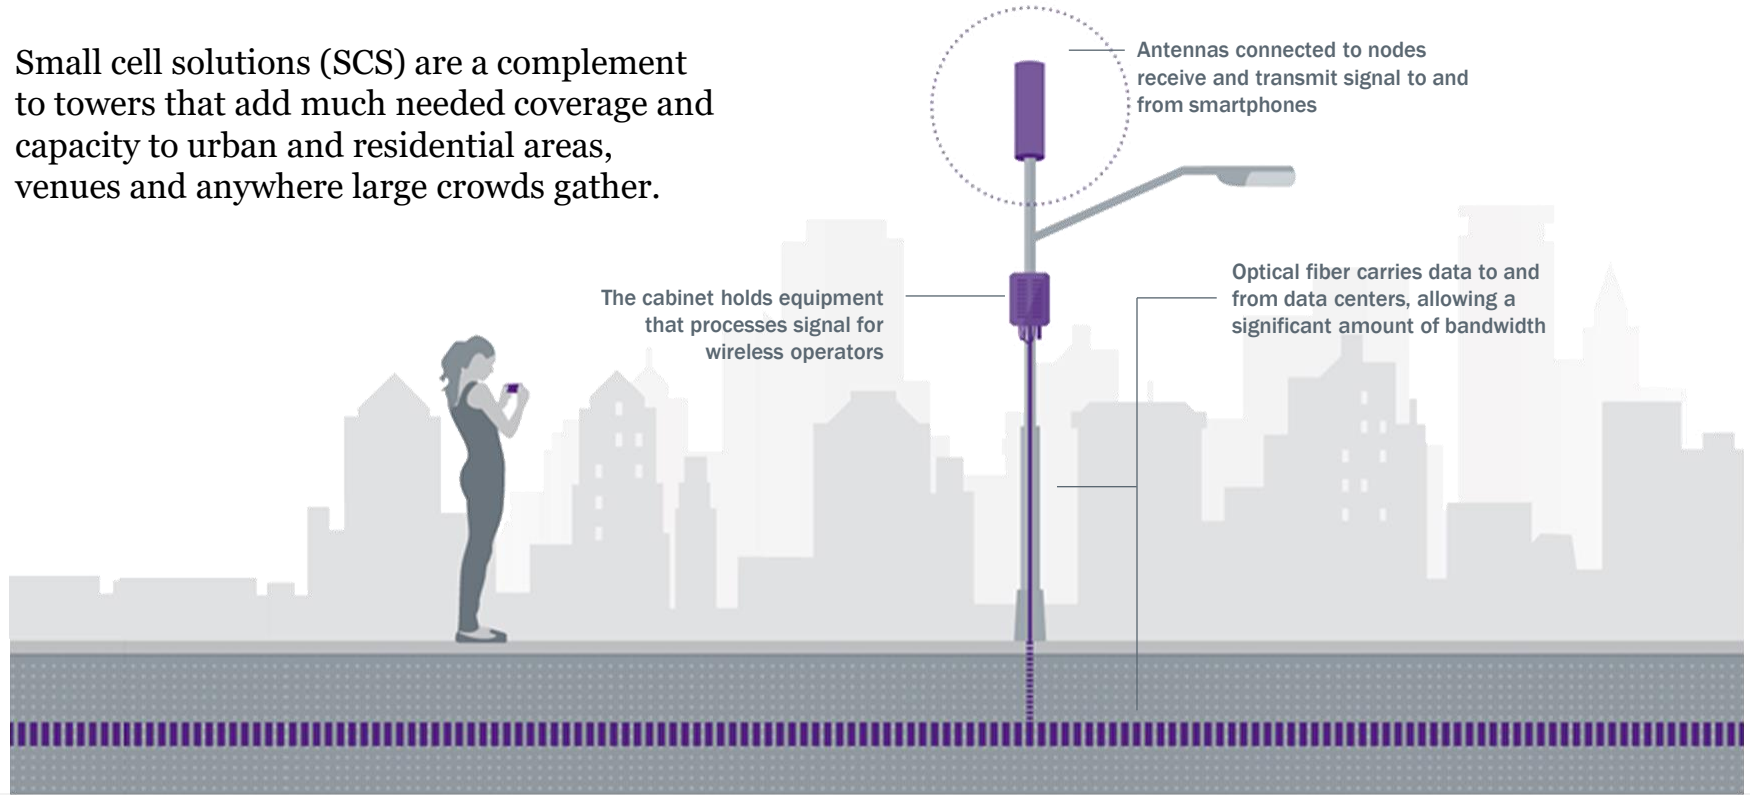 Small cell solutions (SCS) are a complement
to towers that add much needed coverage and
capacity to urban and residential areas,
venues and anywhere large crowds gather.
Antennas connected to nodes
receive and transmit signal to and
from smartphones
The cabinet holds equipment
that processes signal for
wireless operators
Optical fiber carries data to and
from data centers, allowing a
significant amount of bandwidth